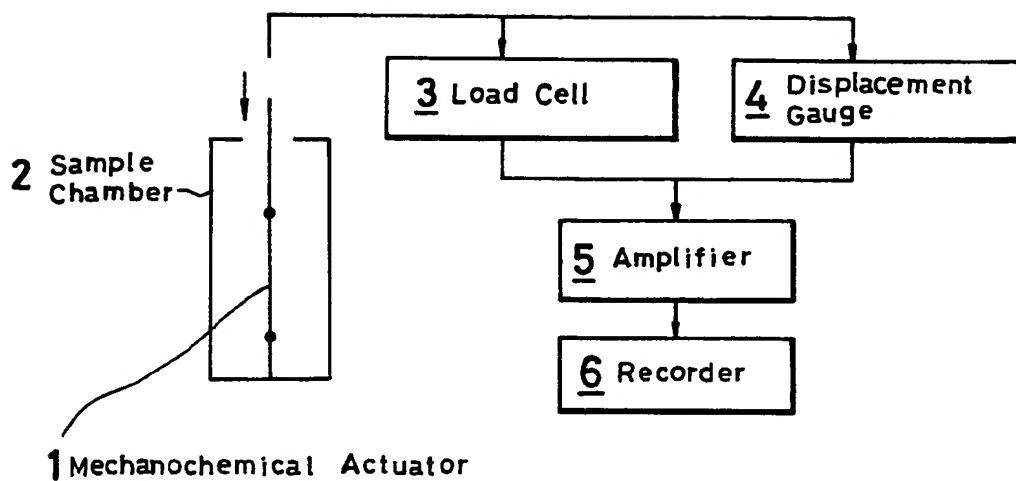 3 Load Cell
4 Displacement
Gauge
2 Sample
Chamber
5 Amplifier
6 Recorder
1 Mechanochemical Actuator